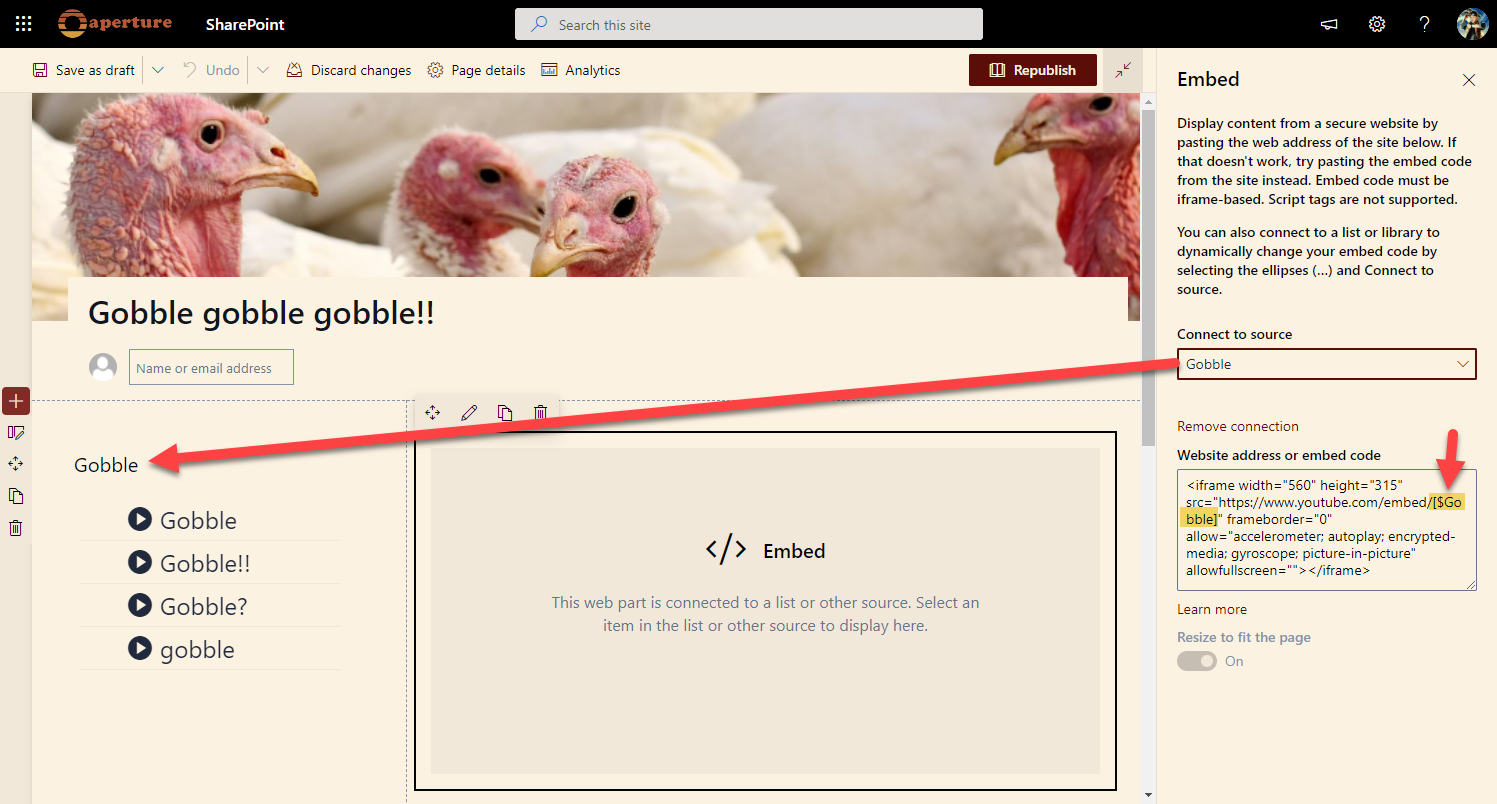 aperture
SharePoint
Search this site
?
Save as draft
Undo
Discard changes
Page details
Analytics
Republish
Gobble gobble gobble!!
Name or email address
Gobble
Gobble
Gobble!!
Gobble?
gobble
</> Embed
This web part is connected to a list or other source. Select an
item in the list or other source to display here.
Embed
Display content from a secure website by
pasting the web address of the site below. If
that doesn't work, try pasting the embed code
from the site instead. Embed code must be
iframe-based. Script tags are not supported.
You can also connect to a list or library to
dynamically change your embed code by
selecting the ellipses (...) and Connect to
source.
Connect to source
Gobble
Remove connection
Website address or embed code
<iframe width="560" height="315"
src="https://www.youtube.com/embed/[$Go
bble]" frameborder="0"
allow="accelerometer; autoplay; encrypted-
media; gyroscope; picture-in-picture"
allowfullscreen=""></iframe>
Learn more
Resize to fit the page
On